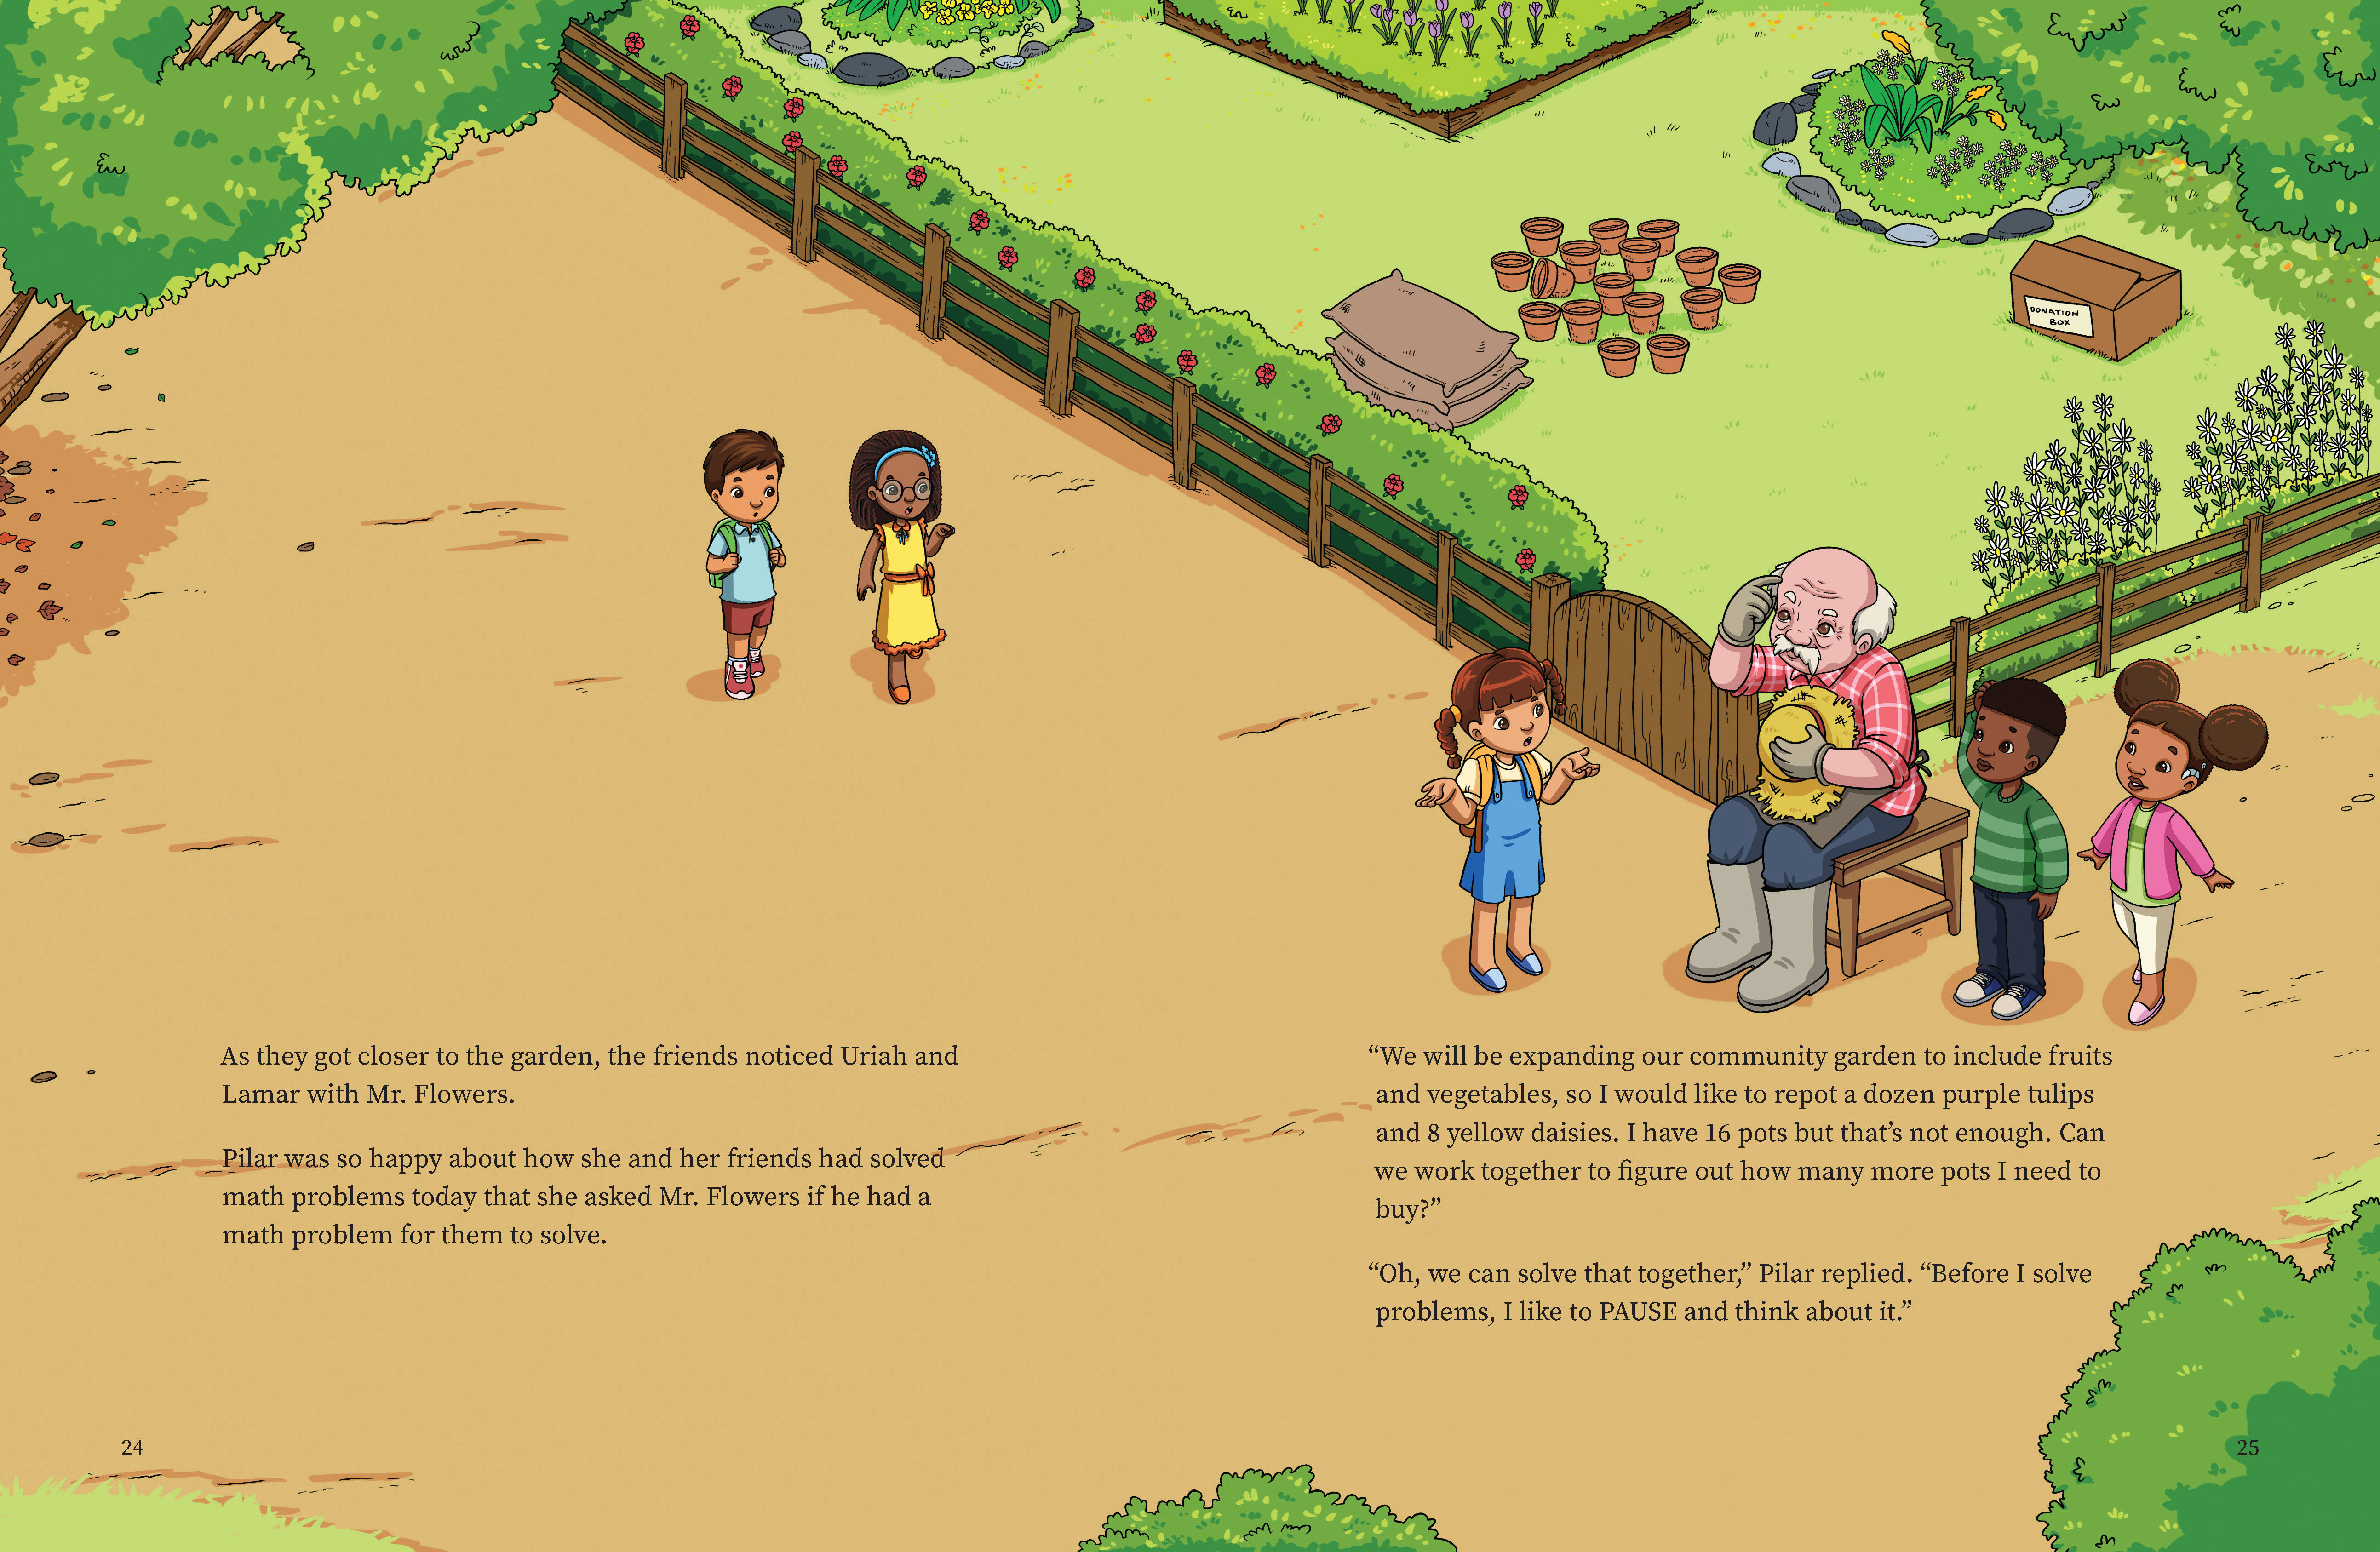 DONATION
BOX
As they got closer to the garden, the friends noticed Uriah and
Lamar with Mr. Flowers.
Pilar was so happy about how she and her friends had solved
math problems today that she asked Mr. Flowers if he had a
math problem for them to solve.
“We will be expanding our community garden to include fruits
and vegetables, so I would like to repot a dozen purple tulips
and 8 yellow daisies. I have 16 pots but that’s not enough. Can
we work together to figure out how many more pots I need to
buy?”
“Oh, we can solve that together,” Pilar replied. “Before I solve
problems, I like to PAUSE and think about it.”
24
25